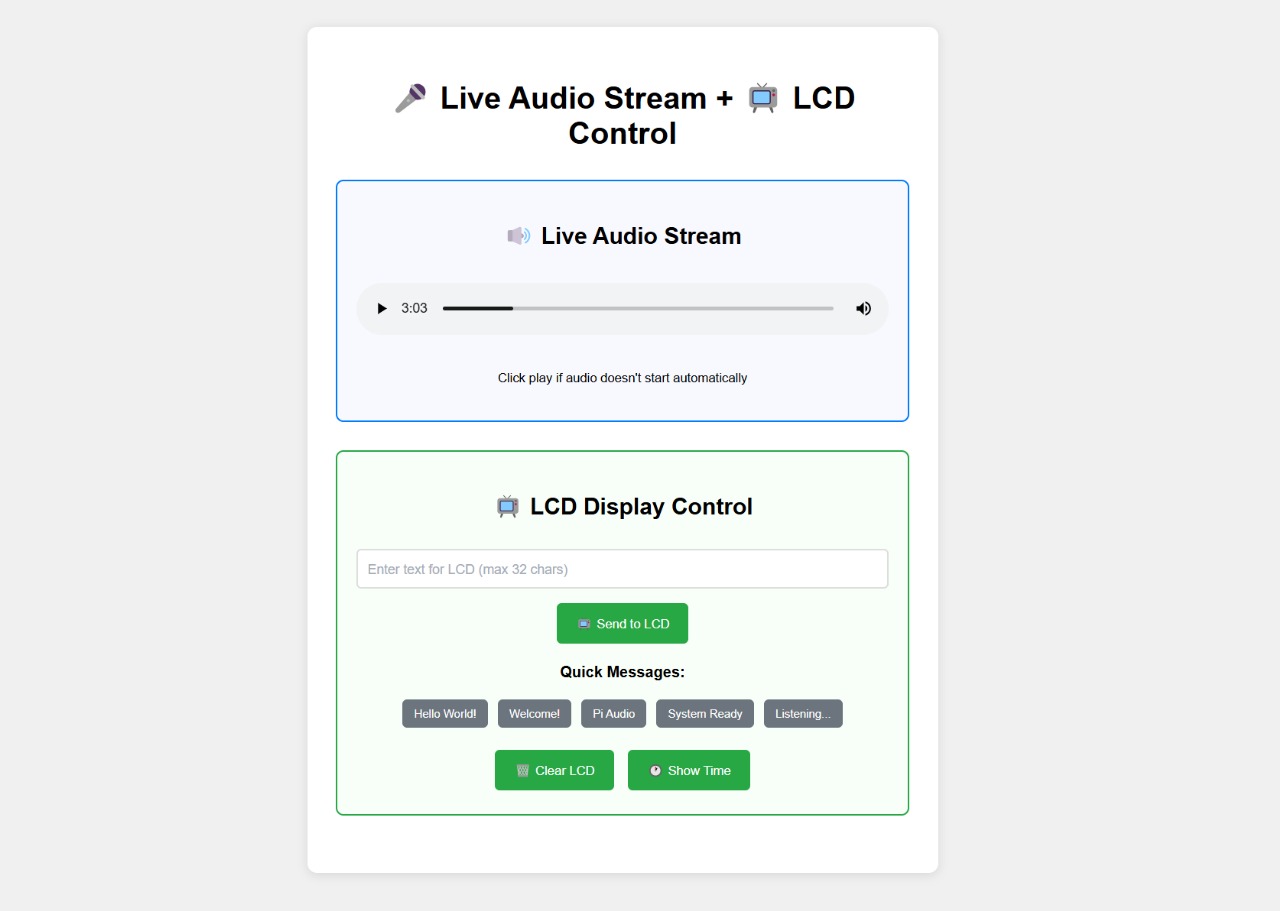 🎤 Live Audio Stream + 📺 LCD
Control
🔊 Live Audio Stream
3:03
Click play if audio doesn't start automatically
📺 LCD Display Control
Enter text for LCD (max 32 chars)
📺 Send to LCD
Quick Messages:
Hello World! Welcome! Pi Audio System Ready Listening...
🗑️ Clear LCD 🕐 Show Time